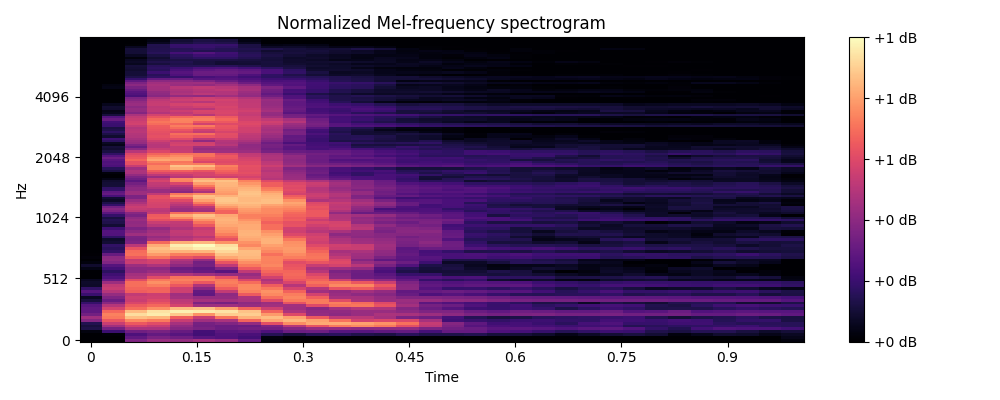 Normalized Mel-frequency spectrogram
Hz
4096
2048
1024
512
0
0 0.15 0.3 0.45 0.6 0.75 0.9
Time
+1 dB
+1 dB
+1 dB
+0 dB
+0 dB
+0 dB